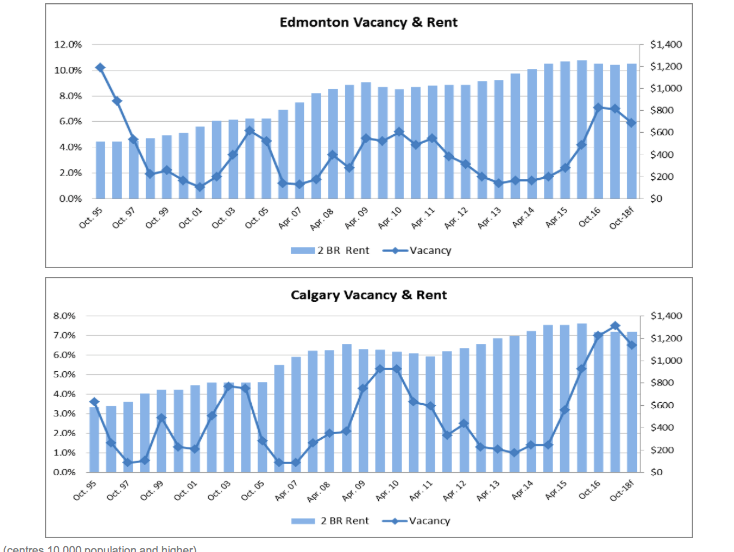 Edmonton Vacancy & Rent
12.0% $1,400
10.0% $1,200
8.0% $1,000
6.0% $800
4.0% $600
2.0% $400
0.0% $200
$0
Oct. 95 Oct. 97 Oct. 99 Oct. 01 Oct. 03 Oct. 05 Apr. 07 Apr. 08 Apr. 09 Apr. 10 Apr. 11 Apr. 12 Apr. 13 Apr.14 Apr.15 Oct.16 Oct-18f
2 BR Rent Vacancy
Calgary Vacancy & Rent
8.0% $1,400
7.0% $1,200
6.0% $1,000
5.0% $800
4.0% $600
3.0% $400
2.0% $200
1.0% $0
0.0%
Oct. 95 Oct. 97 Oct. 99 Oct. 01 Oct. 03 Oct. 05 Apr. 07 Apr. 08 Apr. 09 Apr. 10 Apr. 11 Apr. 12 Apr. 13 Apr.14 Apr.15 Oct.16 Oct-18f
2 BR Rent Vacancy
(centres 10,000 population and higher)